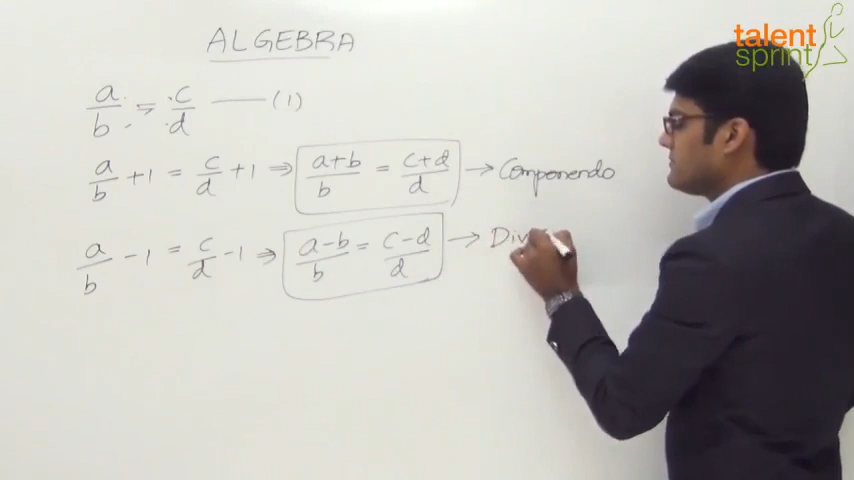 talent
sprint
ALGEBRA
a/b = c/d —— (1)
a/b + 1 = c/d + 1 ⇒ a+b/b = c+d/d → Componendo
a/b - 1 = c/d - 1 ⇒ a-b/b = c-d/d → Div